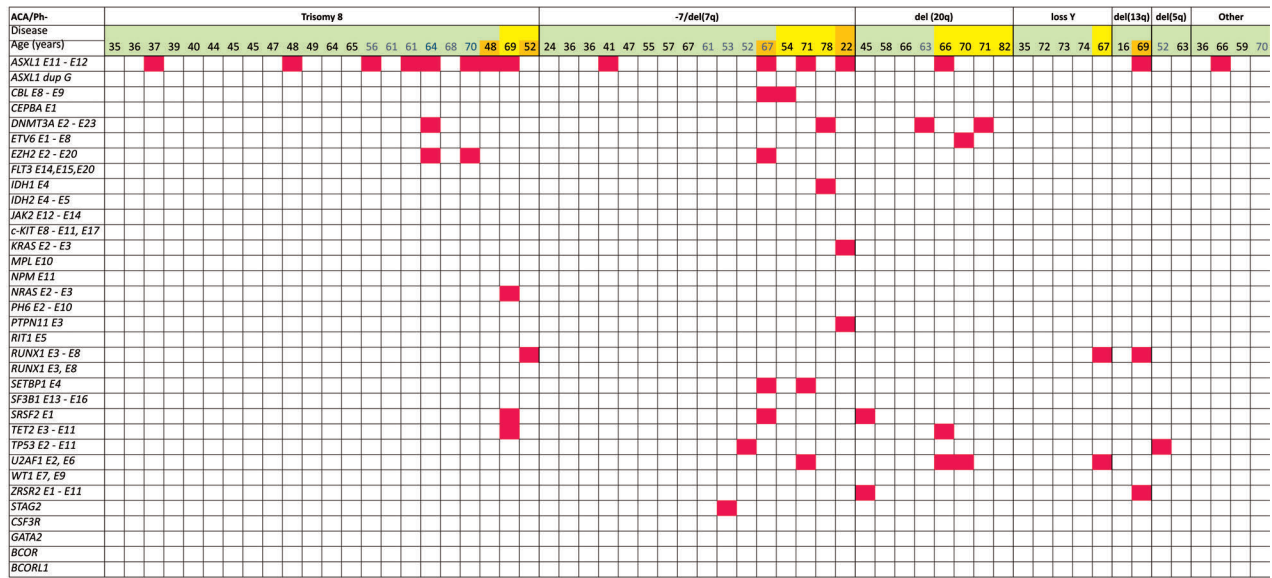 ACA/Ph- Trisomy 8 -7/del(7q) del (20q) loss Y del(13q) del(5q) Other
Disease
Age (years) 35 36 37 39 40 44 45 45 47 48 49 64 65 56 61 61 64 68 70 48 69 52 24 36 36 41 47 55 57 67 61 53 52 67 54 71 78 22 45 58 66 63 66 70 71 82 35 72 73 74 67 16 69 52 63 36 66 59 70
ASXL1 E11 - E12
ASXL1 dup G
CBL E8 - E9
CEPBA E1
DNMT3A E2 - E23
ETV6 E1 - E8
EZH2 E2 - E20
FLT3 E14,E15,E20
IDH1 E4
IDH2 E4 - E5
JAK2 E12 - E14
c-KIT E8 - E11, E17
KRAS E2 - E3
MPL E10
NPM E11
NRAS E2 - E3
PH6 E2 - E10
PTPN11 E3
RIT1 E5
RUNX1 E3 - E8
RUNX1 E3, E8
SETBP1 E4
SF3B1 E13 - E16
SRSF2 E1
TET2 E3 - E11
TP53 E2 - E11
U2AF1 E2, E6
WT1 E7, E9
ZRSR2 E1 - E11
STAG2
CSF3R
GATA2
BCOR
BCORL1